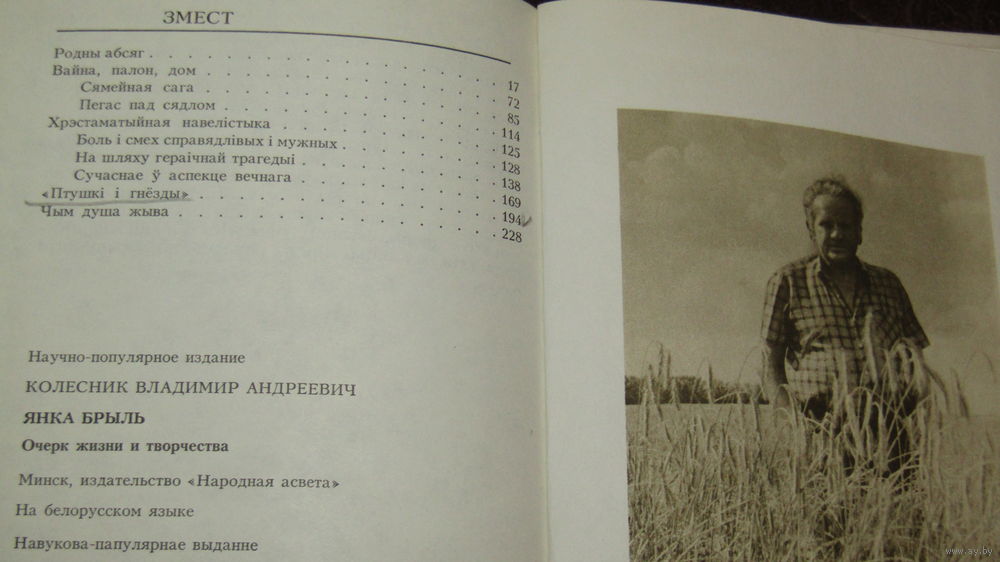 ЗМЕСТ
Родны абсяг . . . . . . . . . . . 17
Вайна, палон, дом . . . . . . . . . . 72
Сямейная сага . . . . . . . . . . 85
Пегас пад сядлом . . . . . . . . . 114
Хрэстаматыйная навелістыка . . . . . . . . 125
Боль і смех справядлівых і мужных . . . . . . 128
На шляху гераічнай трагедыі . . . . . . . 138
Сучаснае ў аспекце вечнага . . . . . . . 169
«Птушкі і гнёзды» . . . . . . . . . . 194
Чым душа жыва . . . . . . . . . . . 228
Научно-популярное издание
КОЛЕСНИК ВЛАДИМИР АНДРЕЕВИЧ
ЯНКА БРЫЛЬ
Очерк жизни и творчества
Минск, издательство «Народная асвета»
На белорусском языке
Навукова-папулярнае выданне
www.ay.by